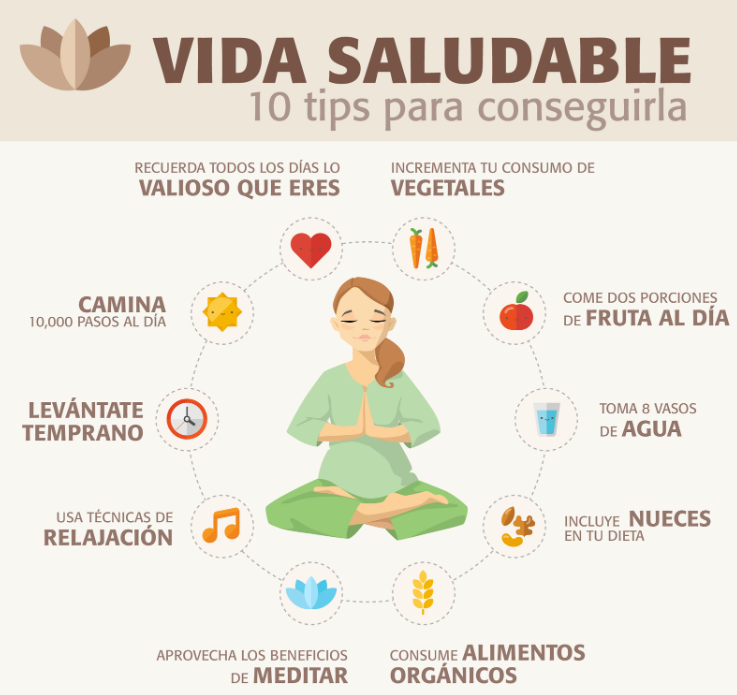 VIDA SALUDABLE
10 tips para conseguirla
RECUERDA TODOS LOS DÍAS LO
VALIOSO QUE ERES
INCREMENTA TU CONSUMO DE
VEGETALES
COME DOS PORCIONES
DE FRUTA AL DÍA
TOMA 8 VASOS
DE AGUA
INCLUYE NUECES
EN TU DIETA
CONSUME ALIMENTOS
ORGÁNICOS
APROVECHA LOS BENEFICIOS
DE MEDITAR
USA TÉCNICAS DE
RELAJACIÓN
LEVÁNTATE
TEMPRANO
CAMINA
10,000 PASOS AL DÍA